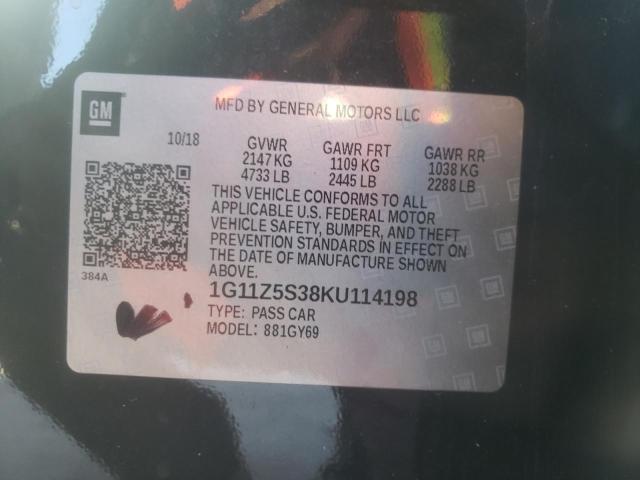 GM
MFD BY GENERAL MOTORS LLC
10/18
GVWR GAWR FRT GAWR RR
2147 KG 1109 KG 1038 KG
4733 LB 2445 LB 2288 LB
THIS VEHICLE CONFORMS TO ALL
APPLICABLE U.S. FEDERAL MOTOR
VEHICLE SAFETY, BUMPER, AND THEFT
PREVENTION STANDARDS IN EFFECT ON
THE DATE OF MANUFACTURE SHOWN
ABOVE.
384A
1G11Z5S38KU114198
TYPE: PASS CAR
MODEL: 881GY69